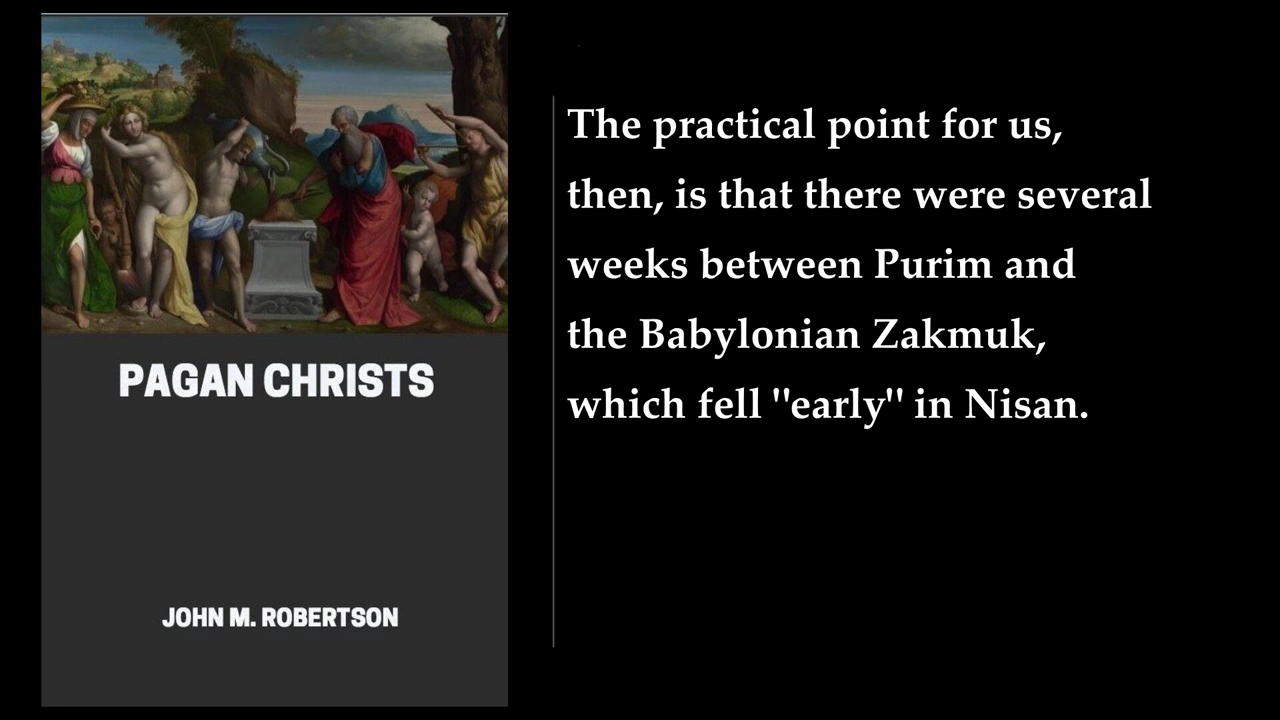 PAGAN CHRISTS
JOHN M. ROBERTSON
The practical point for us,
then, is that there were several
weeks between Purim and
the Babylonian Zakmuk,
which fell "early" in Nisan.